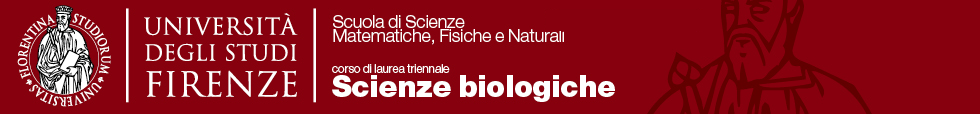 FLORENTINA STUDIORUM UNIVERSITAS
UNIVERSITÀ
DEGLI STUDI
FIRENZE
Scuola di Scienze
Matematiche, Fisiche e Naturali
corso di laurea triennale
Scienze biologiche